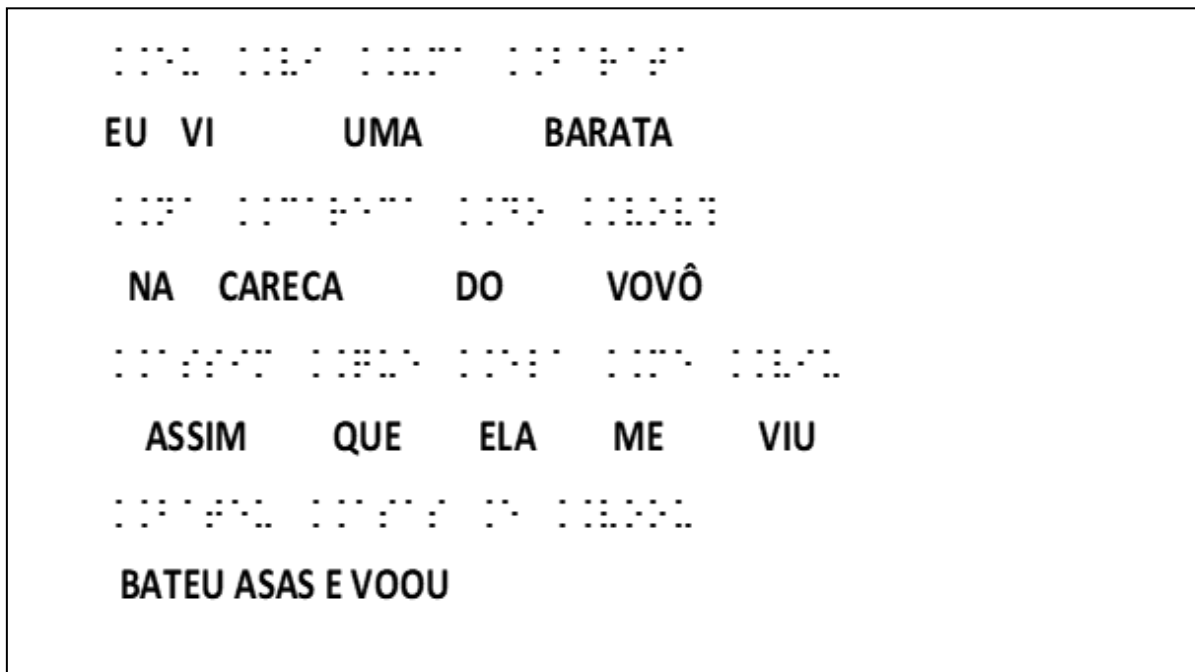 ⠨⠨⠑⠥ ⠨⠨⠧⠊ ⠨⠨⠥⠍⠁ ⠨⠨⠃⠁⠗⠁⠞⠁
EU VI UMA BARATA
⠨⠨⠝⠁ ⠨⠨⠉⠁⠗⠑⠉⠁ ⠨⠨⠙⠕ ⠨⠨⠧⠕⠧⠹
NA CARECA DO VOVÔ
⠨⠨⠁⠎⠎⠊⠍ ⠨⠨⠟⠥⠑ ⠨⠨⠑⠇⠁ ⠨⠨⠍⠑ ⠨⠨⠧⠊⠥
ASSIM QUE ELA ME VIU
⠨⠨⠃⠁⠞⠑⠥ ⠨⠨⠁⠎⠁⠎ ⠨⠑ ⠨⠨⠧⠕⠕⠥
BATEU ASAS E VOOU